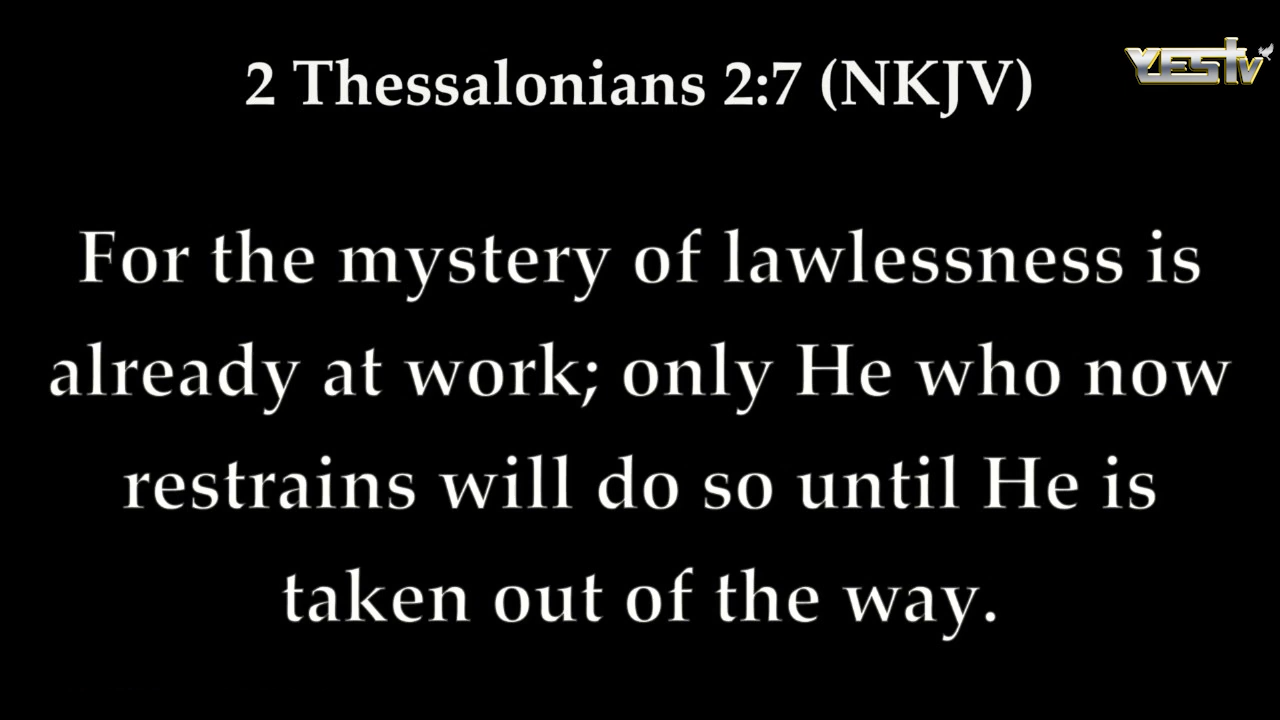 2 Thessalonians 2:7 (NKJV)
YESTV
For the mystery of lawlessness is
already at work; only He who now
restrains will do so until He is
taken out of the way.